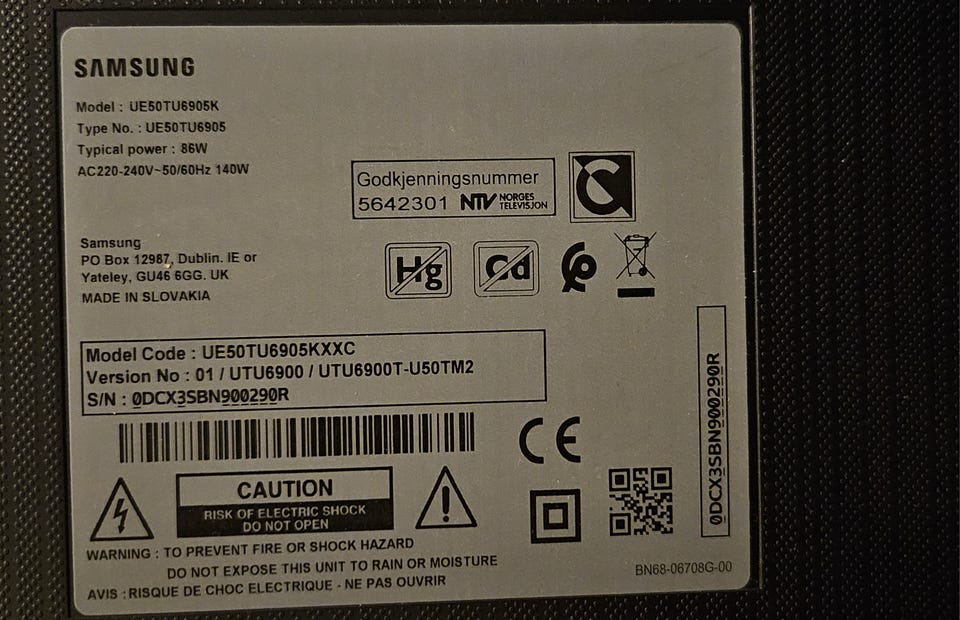 SAMSUNG
Model : UE50TU6905K
Type No. : UE50TU6905
Typical power : 86W
AC220-240V~50/60Hz 140W
Godkjenningsnummer
5642301 NTV NORGES TELEVISJON
Hg
Cd
Samsung
PO Box 12987, Dublin. IE or
Yateley, GU46 6GG. UK
MADE IN SLOVAKIA
Model Code : UE50TU6905KXXC
Version No : 01 / UTU6900 / UTU6900T-U50TM2
S/N : 0DCX3SBN900290R
0DCX3SBN900290R
CE
CAUTION
RISK OF ELECTRIC SHOCK
DO NOT OPEN
WARNING : TO PREVENT FIRE OR SHOCK HAZARD
DO NOT EXPOSE THIS UNIT TO RAIN OR MOISTURE
AVIS : RISQUE DE CHOC ELECTRIQUE - NE PAS OUVRIR
BN68-06708G-00